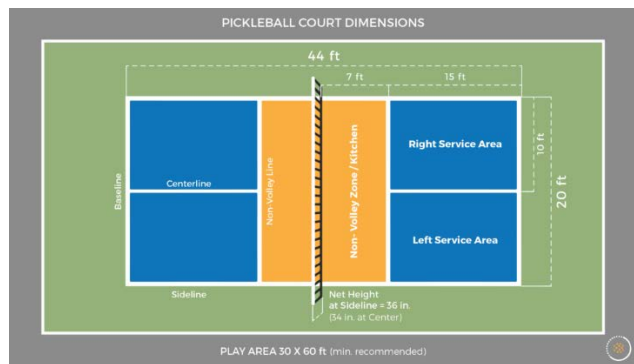 PICKLEBALL COURT DIMENSIONS
44 ft
7 ft
15 ft
Baseline
Centerline
Non-Volley Line
Non- Volley Zone / Kitchen
Right Service Area
Left Service Area
10 ft
20 ft
Sideline
Net Height
at Sideline = 36 in.
(34 in. at Center)
PLAY AREA 30 X 60 ft (min. recommended)